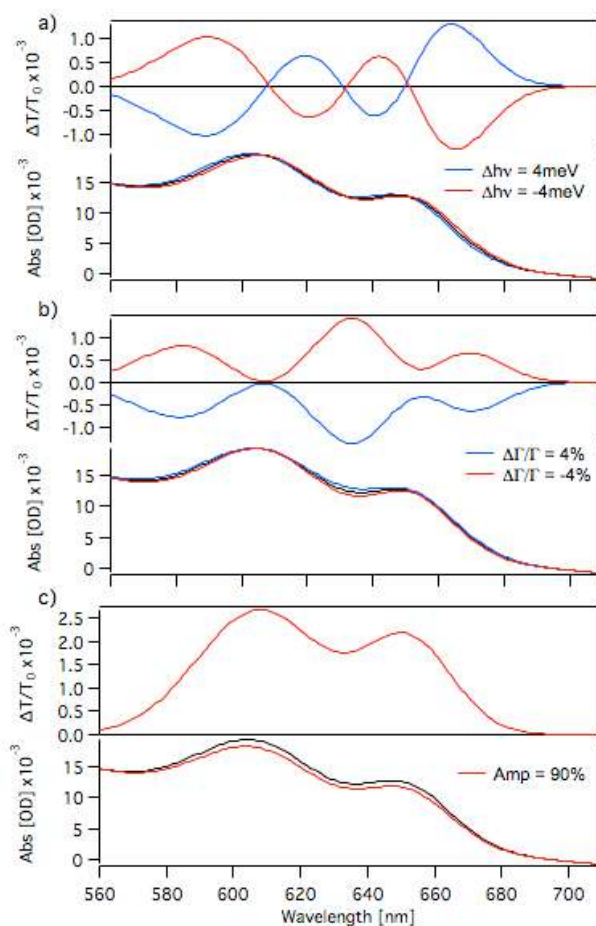 a)
1.0
0.5
0.0
-0.5
-1.0
ΔT/T₀ x10⁻³
15
10
5
0
Abs [OD] x10⁻³
Δhν = 4meV
Δhν = -4meV
b)
1.0
0.5
0.0
-0.5
-1.0
ΔT/T₀ x10⁻³
15
10
5
0
Abs [OD] x10⁻³
ΔΓ/Γ = 4%
ΔΓ/Γ = -4%
c)
2.5
2.0
1.5
1.0
0.5
0.0
ΔT/T₀ x10⁻³
15
10
5
0
Abs [OD] x10⁻³
Amp = 90%
560 580 600 620 640 660 680 700
Wavelength [nm]